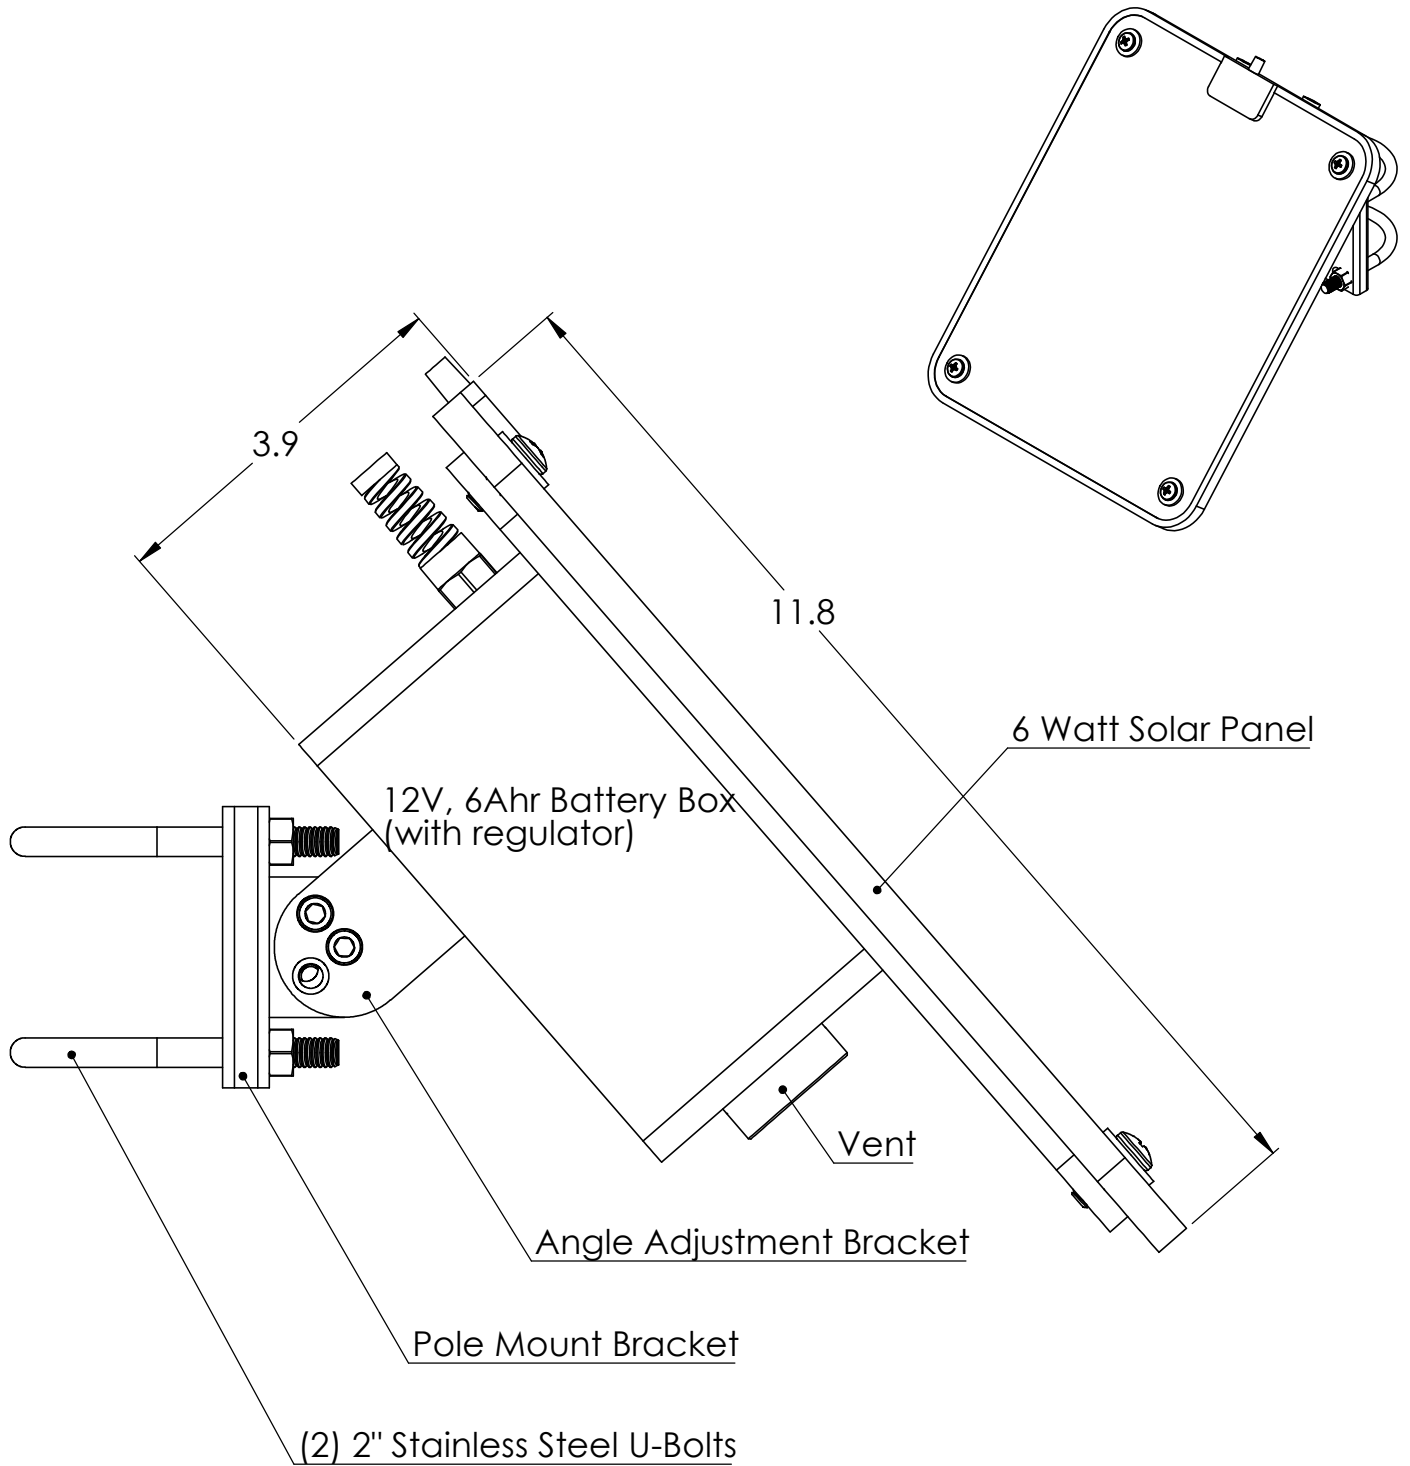 3.9
11.8
6 Watt Solar Panel
12V, 6Ahr Battery Box
(with regulator)
Vent
Angle Adjustment Bracket
Pole Mount Bracket
(2) 2" Stainless Steel U-Bolts